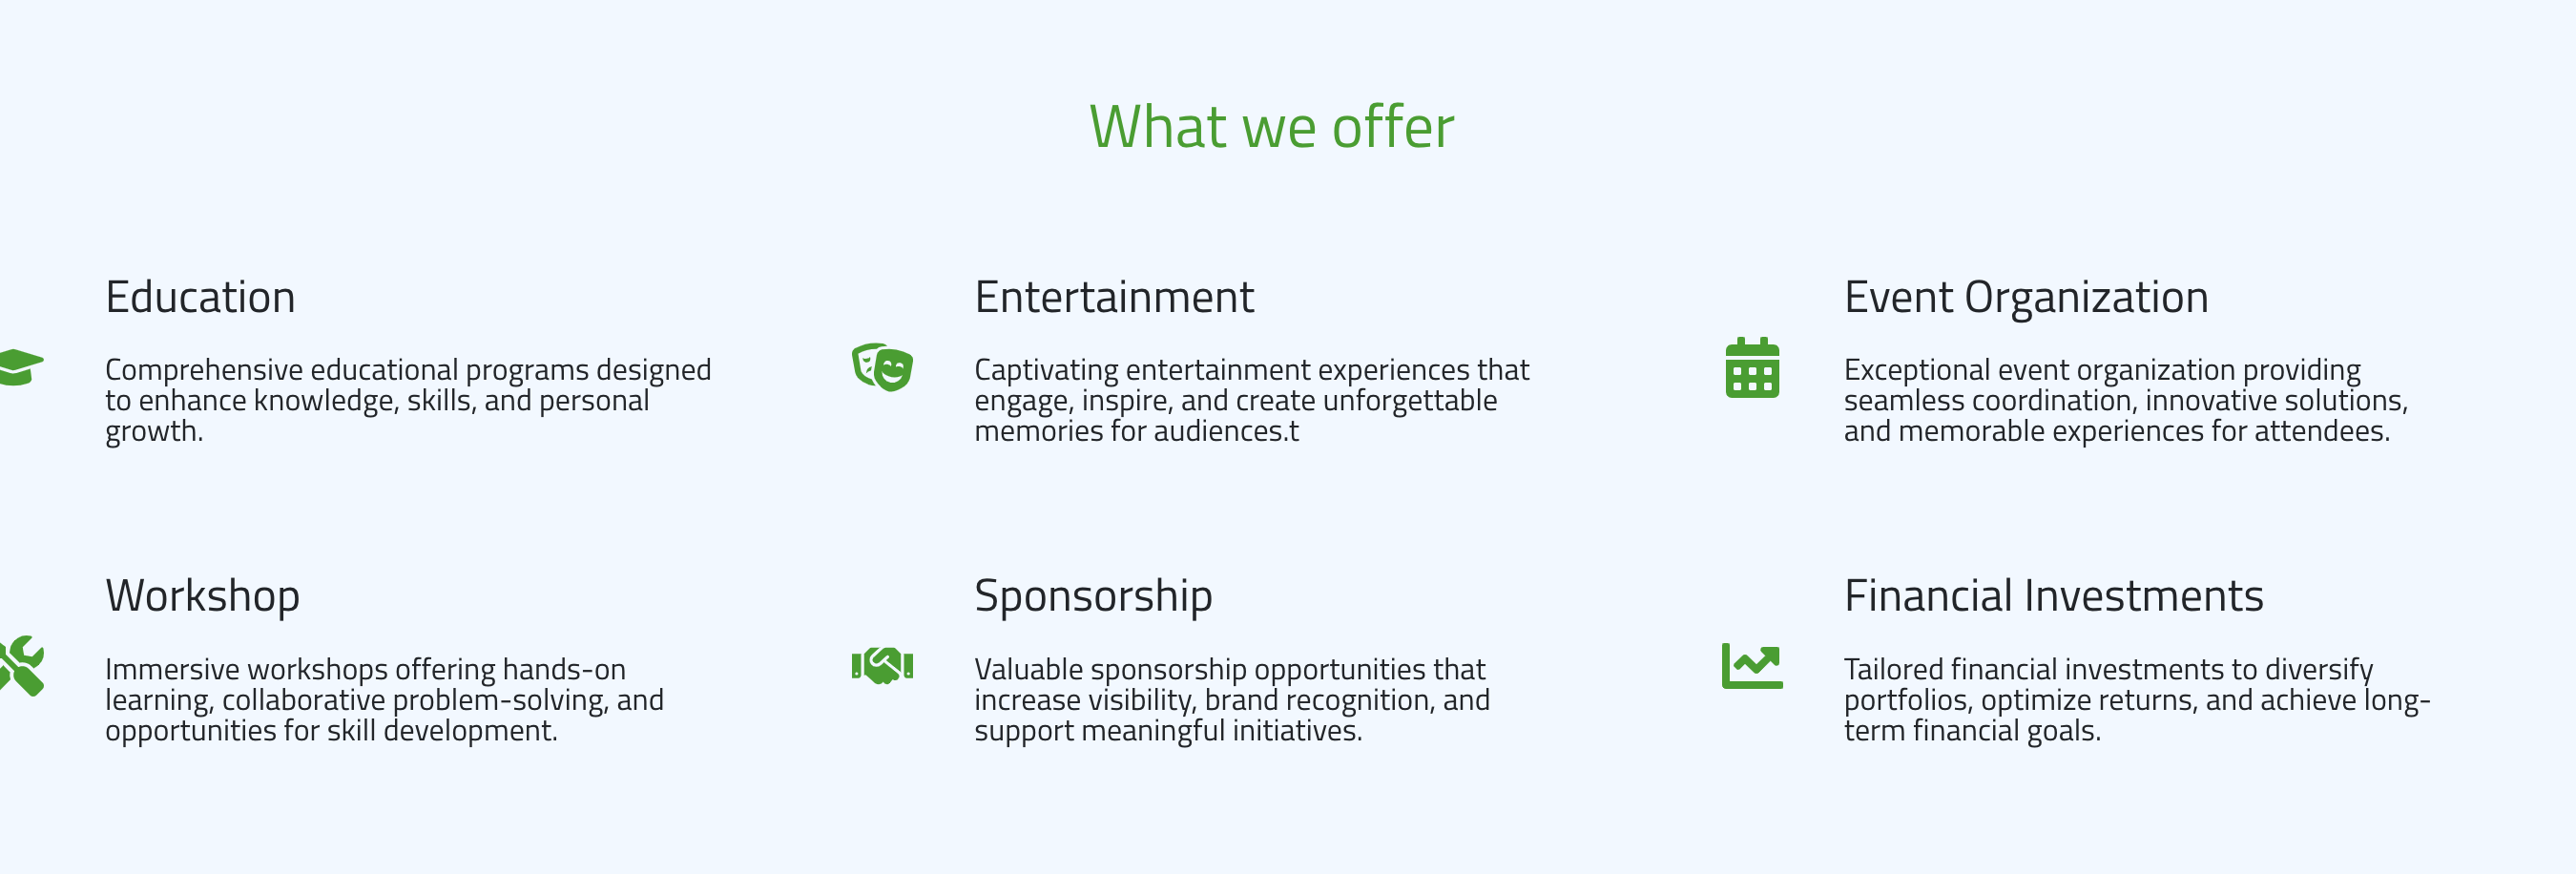 What we offer
Education
Comprehensive educational programs designed
to enhance knowledge, skills, and personal
growth.
Entertainment
Captivating entertainment experiences that
engage, inspire, and create unforgettable
memories for audiences.t
Event Organization
Exceptional event organization providing
seamless coordination, innovative solutions,
and memorable experiences for attendees.
Workshop
Immersive workshops offering hands-on
learning, collaborative problem-solving, and
opportunities for skill development.
Sponsorship
Valuable sponsorship opportunities that
increase visibility, brand recognition, and
support meaningful initiatives.
Financial Investments
Tailored financial investments to diversify
portfolios, optimize returns, and achieve long-
term financial goals.